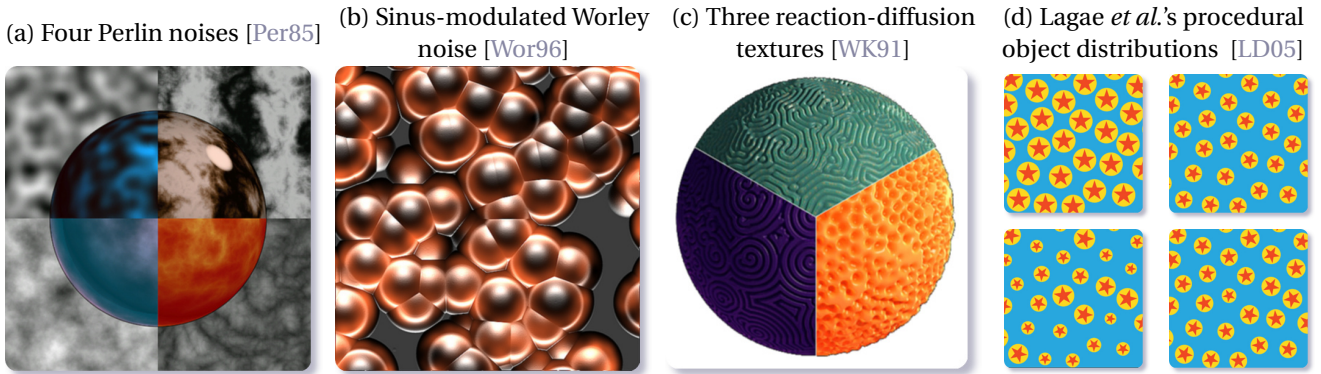 (a) Four Perlin noises [Per85]
(b) Sinus-modulated Worley
noise [Wor96]
(c) Three reaction-diffusion
textures [WK91]
(d) Lagae et al.'s procedural
object distributions [LD05]